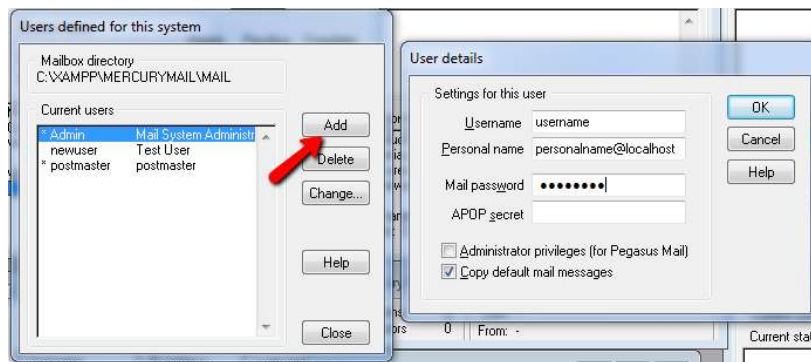 Users defined for this system
Mailbox directory
C:\XAMPP\MERCURYMAIL\MAIL
Current users
* Admin Mail System Administr
newuser Test User
* postmaster postmaster
Add
Delete
Change...
Help
Close
User details
Settings for this user
Username username
Personal name personalname@localhost
Mail password ●●●●●●●●
APOP secret
Administrator privileges (for Pegasus Mail)
Copy default mail messages
OK
Cancel
Help
0 From: -
Current stat